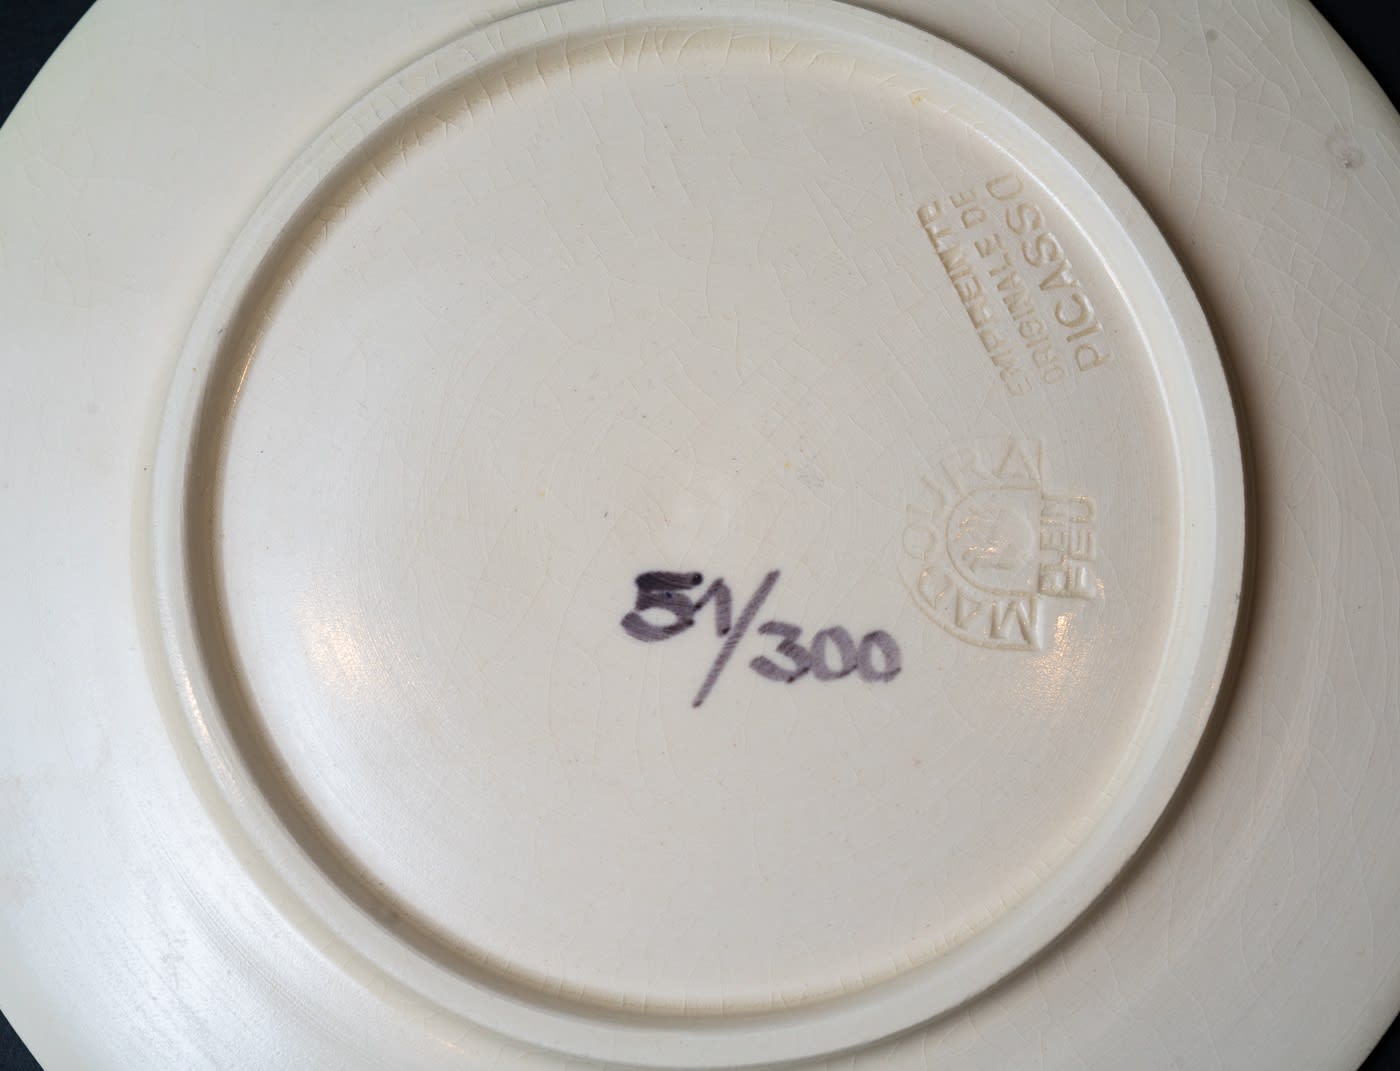 EMPREINTE
ORIGINALE DE
PICASSO
MADOURA
PLEIN
FEU
51/300